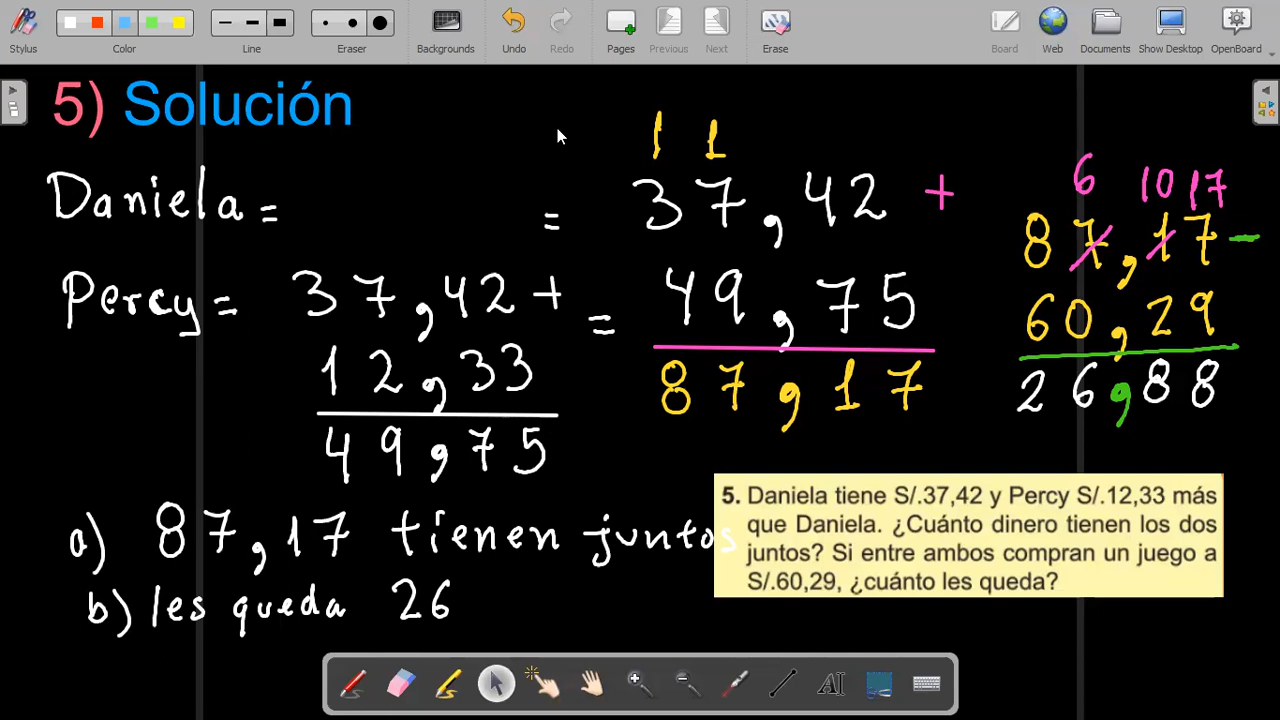 Stylus Color Line Eraser Backgrounds Undo Redo Pages Previous Next Erase Board Web Documents Show Desktop OpenBoard
5) Solución
1 1
Daniela = = 37,42 +
Percy = 37,42 + = 49,75
12,33
49,75
87,17
6 10 17
87,17 -
60,29
26,88
a) 87,17 tienen juntos
b) les queda 26
5. Daniela tiene S/.37,42 y Percy S/.12,33 más
que Daniela. ¿Cuánto dinero tienen los dos
juntos? Si entre ambos compran un juego a
S/.60,29, ¿cuánto les queda?